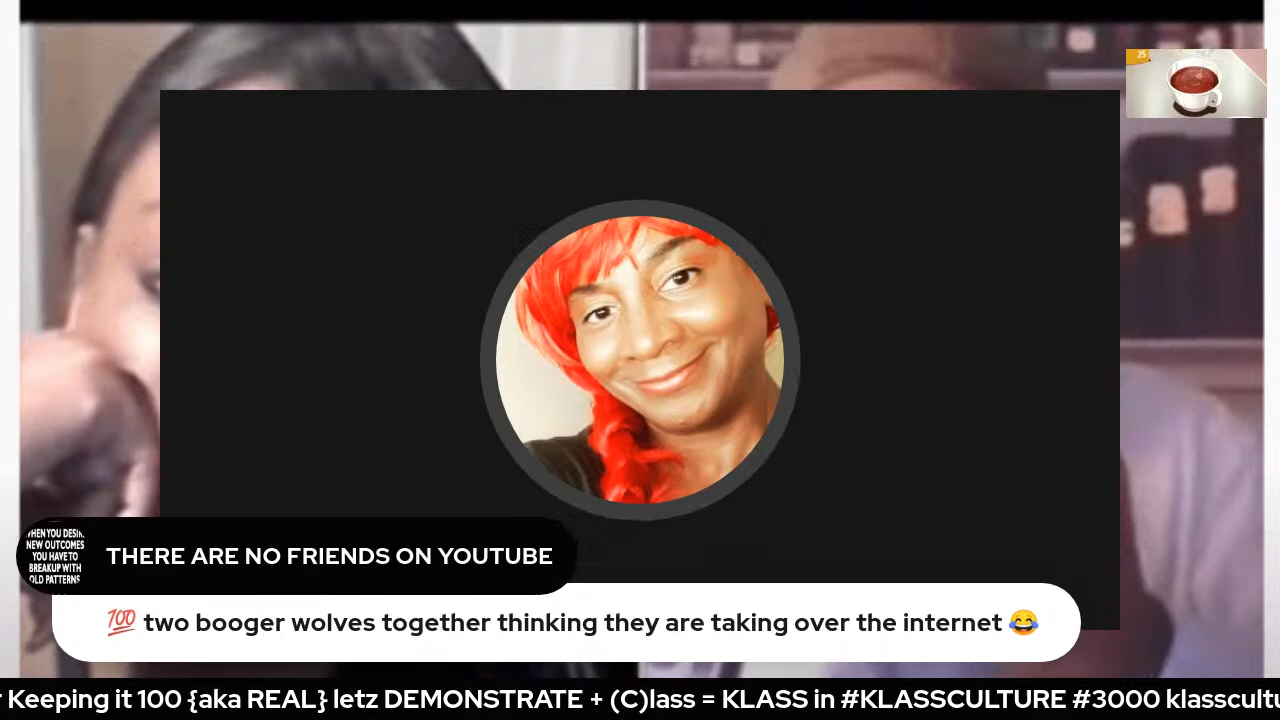 25
WHEN YOU DESIRE
NEW OUTCOMES
YOU HAVE TO
BREAKUP WITH
OLD PATTERNS
THERE ARE NO FRIENDS ON YOUTUBE
💯 two booger wolves together thinking they are taking over the internet 😂
Keeping it 100 {aka REAL} letz DEMONSTRATE + (C)lass = KLASS in #KLASSCULTURE #3000 klasscultu